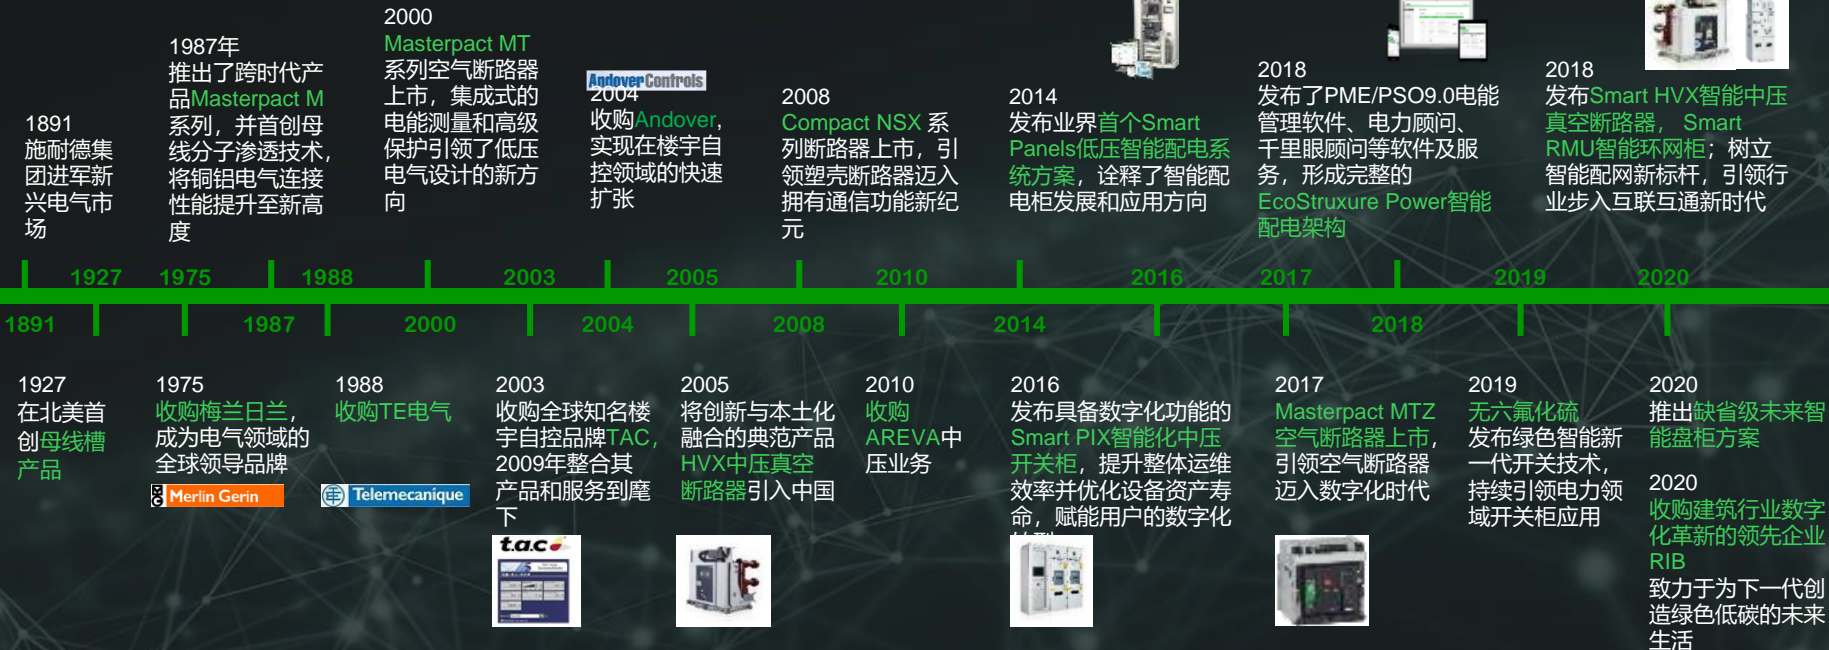 1891
施耐德集
团进军新
兴电气市
场
1987年
推出了跨时代产
品Masterpact M
系列，并首创母
线分子渗透技术，
将铜铝电气连接
性能提升至新高
度
2000
Masterpact MT
系列空气断路器
上市，集成式的
电能测量和高级
保护引领了低压
电气设计的新方
向
Andover Controls
2004
收购Andover，
实现在楼宇自
控领域的快速
扩张
2008
Compact NSX 系
列断路器上市，引
领塑壳断路器迈入
拥有通信功能新纪
元
2014
发布业界首个Smart
Panels低压智能配电系
统方案，诠释了智能配
电柜发展和应用方向
2018
发布了PME/PSO9.0电能
管理软件、电力顾问、
千里眼顾问等软件及服
务，形成完整的
EcoStruxure Power智能
配电架构
2018
发布Smart HVX智能中压
真空断路器， Smart
RMU智能环网柜；树立
智能配网新标杆，引领行
业步入互联互通新时代
1927 1975 1988 2003 2005 2010 2016 2017 2019 2020
1891 1987 2000 2004 2008 2014 2018
1927
在北美首
创母线槽
产品
1975
收购梅兰日兰，
成为电气领域的
全球领导品牌
Merlin Gerin
1988
收购TE电气
Telemecanique
2003
收购全球知名楼
宇自控品牌TAC，
2009年整合其
产品和服务到麾
下
t.a.c
2005
将创新与本土化
融合的典范产品
HVX中压真空
断路器引入中国
2010
收购
AREVA中
压业务
2016
发布具备数字化功能的
Smart PIX智能化中压
开关柜，提升整体运维
效率并优化设备资产寿
命，赋能用户的数字化
2017
Masterpact MTZ
空气断路器上市，
引领空气断路器
迈入数字化时代
2019
无六氟化硫
发布绿色智能新
一代开关技术，
持续引领电力领
域开关柜应用
2020
推出缺省级未来智
能盘柜方案
2020
收购建筑行业数字
化革新的领先企业
RIB
致力于为下一代创
造绿色低碳的未来
生活